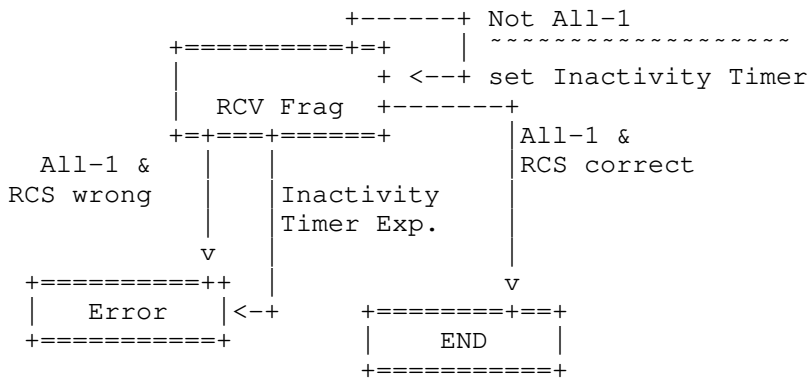 +------+ Not All-1
+==========+=+ | ~~~~~~~~~~~~~~~~~~~
| + <--+ set Inactivity Timer
| RCV Frag +-------+
+=+===+======+ |All-1 &
All-1 & | | |RCS correct
RCS wrong | |Inactivity |
| |Timer Exp. |
v | |
+==========++ | v
| Error |<-+ +========+==+
+===========+ | END |
+===========+